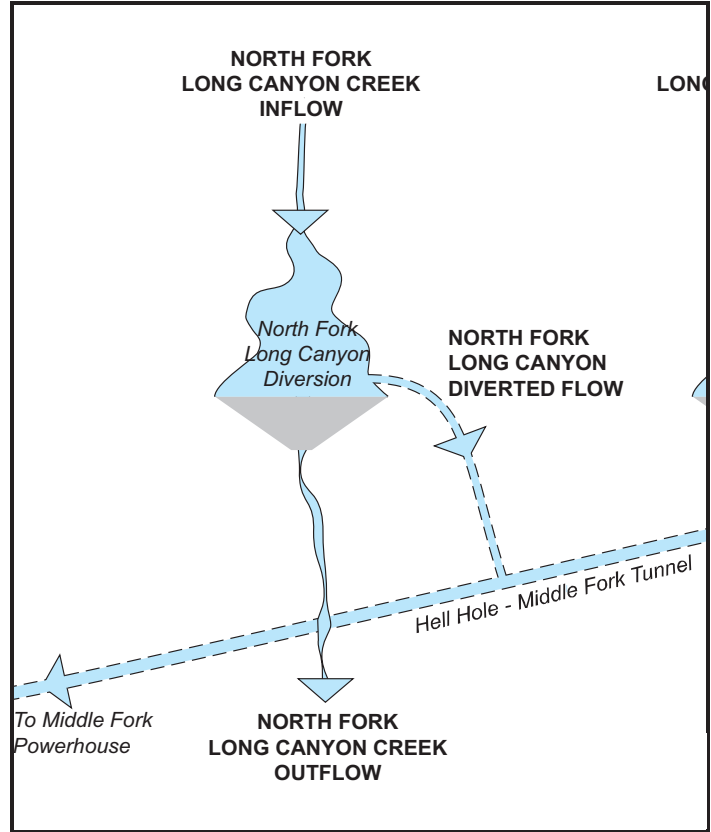 NORTH FORK
LONG CANYON CREEK
INFLOW
LONG
North Fork
Long Canyon
Diversion
NORTH FORK
LONG CANYON
DIVERTED FLOW
Hell Hole - Middle Fork Tunnel
To Middle Fork
Powerhouse
NORTH FORK
LONG CANYON CREEK
OUTFLOW